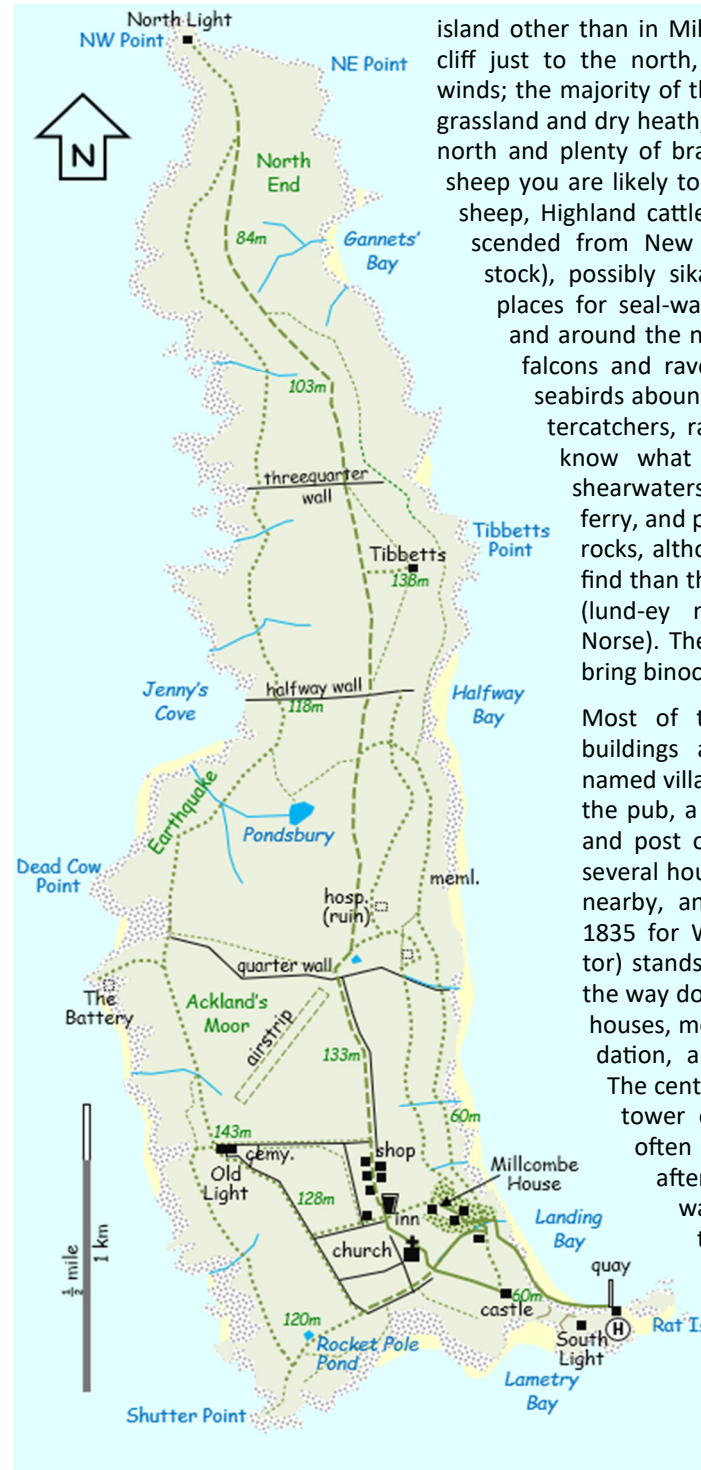 North Light
NW Point
NE Point
N
North
End
84m
Gannets'
Bay
103m
threequarter
wall
Tibbetts
Point
Tibbetts
138m
Jenny's
Cove
halfway wall
118m
Halfway
Bay
Earthquake
Pondsbury
Dead Cow
Point
meml.
hosp.
(ruin)
quarter wall
The
Battery
Ackland's
Moor
airstrip
133m
60m
143m
cemy.
Old
Light
shop
Millcombe
House
128m
inn
Landing
Bay
church
½ mile
1 km
quay
castle
60m
120m
South
Light
H
Rat Is
Rocket Pole
Pond
Lametry
Bay
Shutter Point
island other than in Mil
cliff just to the north,
winds; the majority of th
grassland and dry heath,
north and plenty of bra
sheep you are likely to
sheep, Highland cattle
scended from New
stock), possibly sika
places for seal-wa
and around the n
falcons and rave
seabirds aboun
tercatchers, ra
know what
shearwaters
ferry, and p
rocks, altho
find than th
(lund-ey n
Norse). The
bring binoc
Most of t
buildings a
named villa
the pub, a
and post o
several hou
nearby, an
1835 for W
tor) stands
the way do
houses, mo
dation, a
The cent
tower o
often
after
wa
t